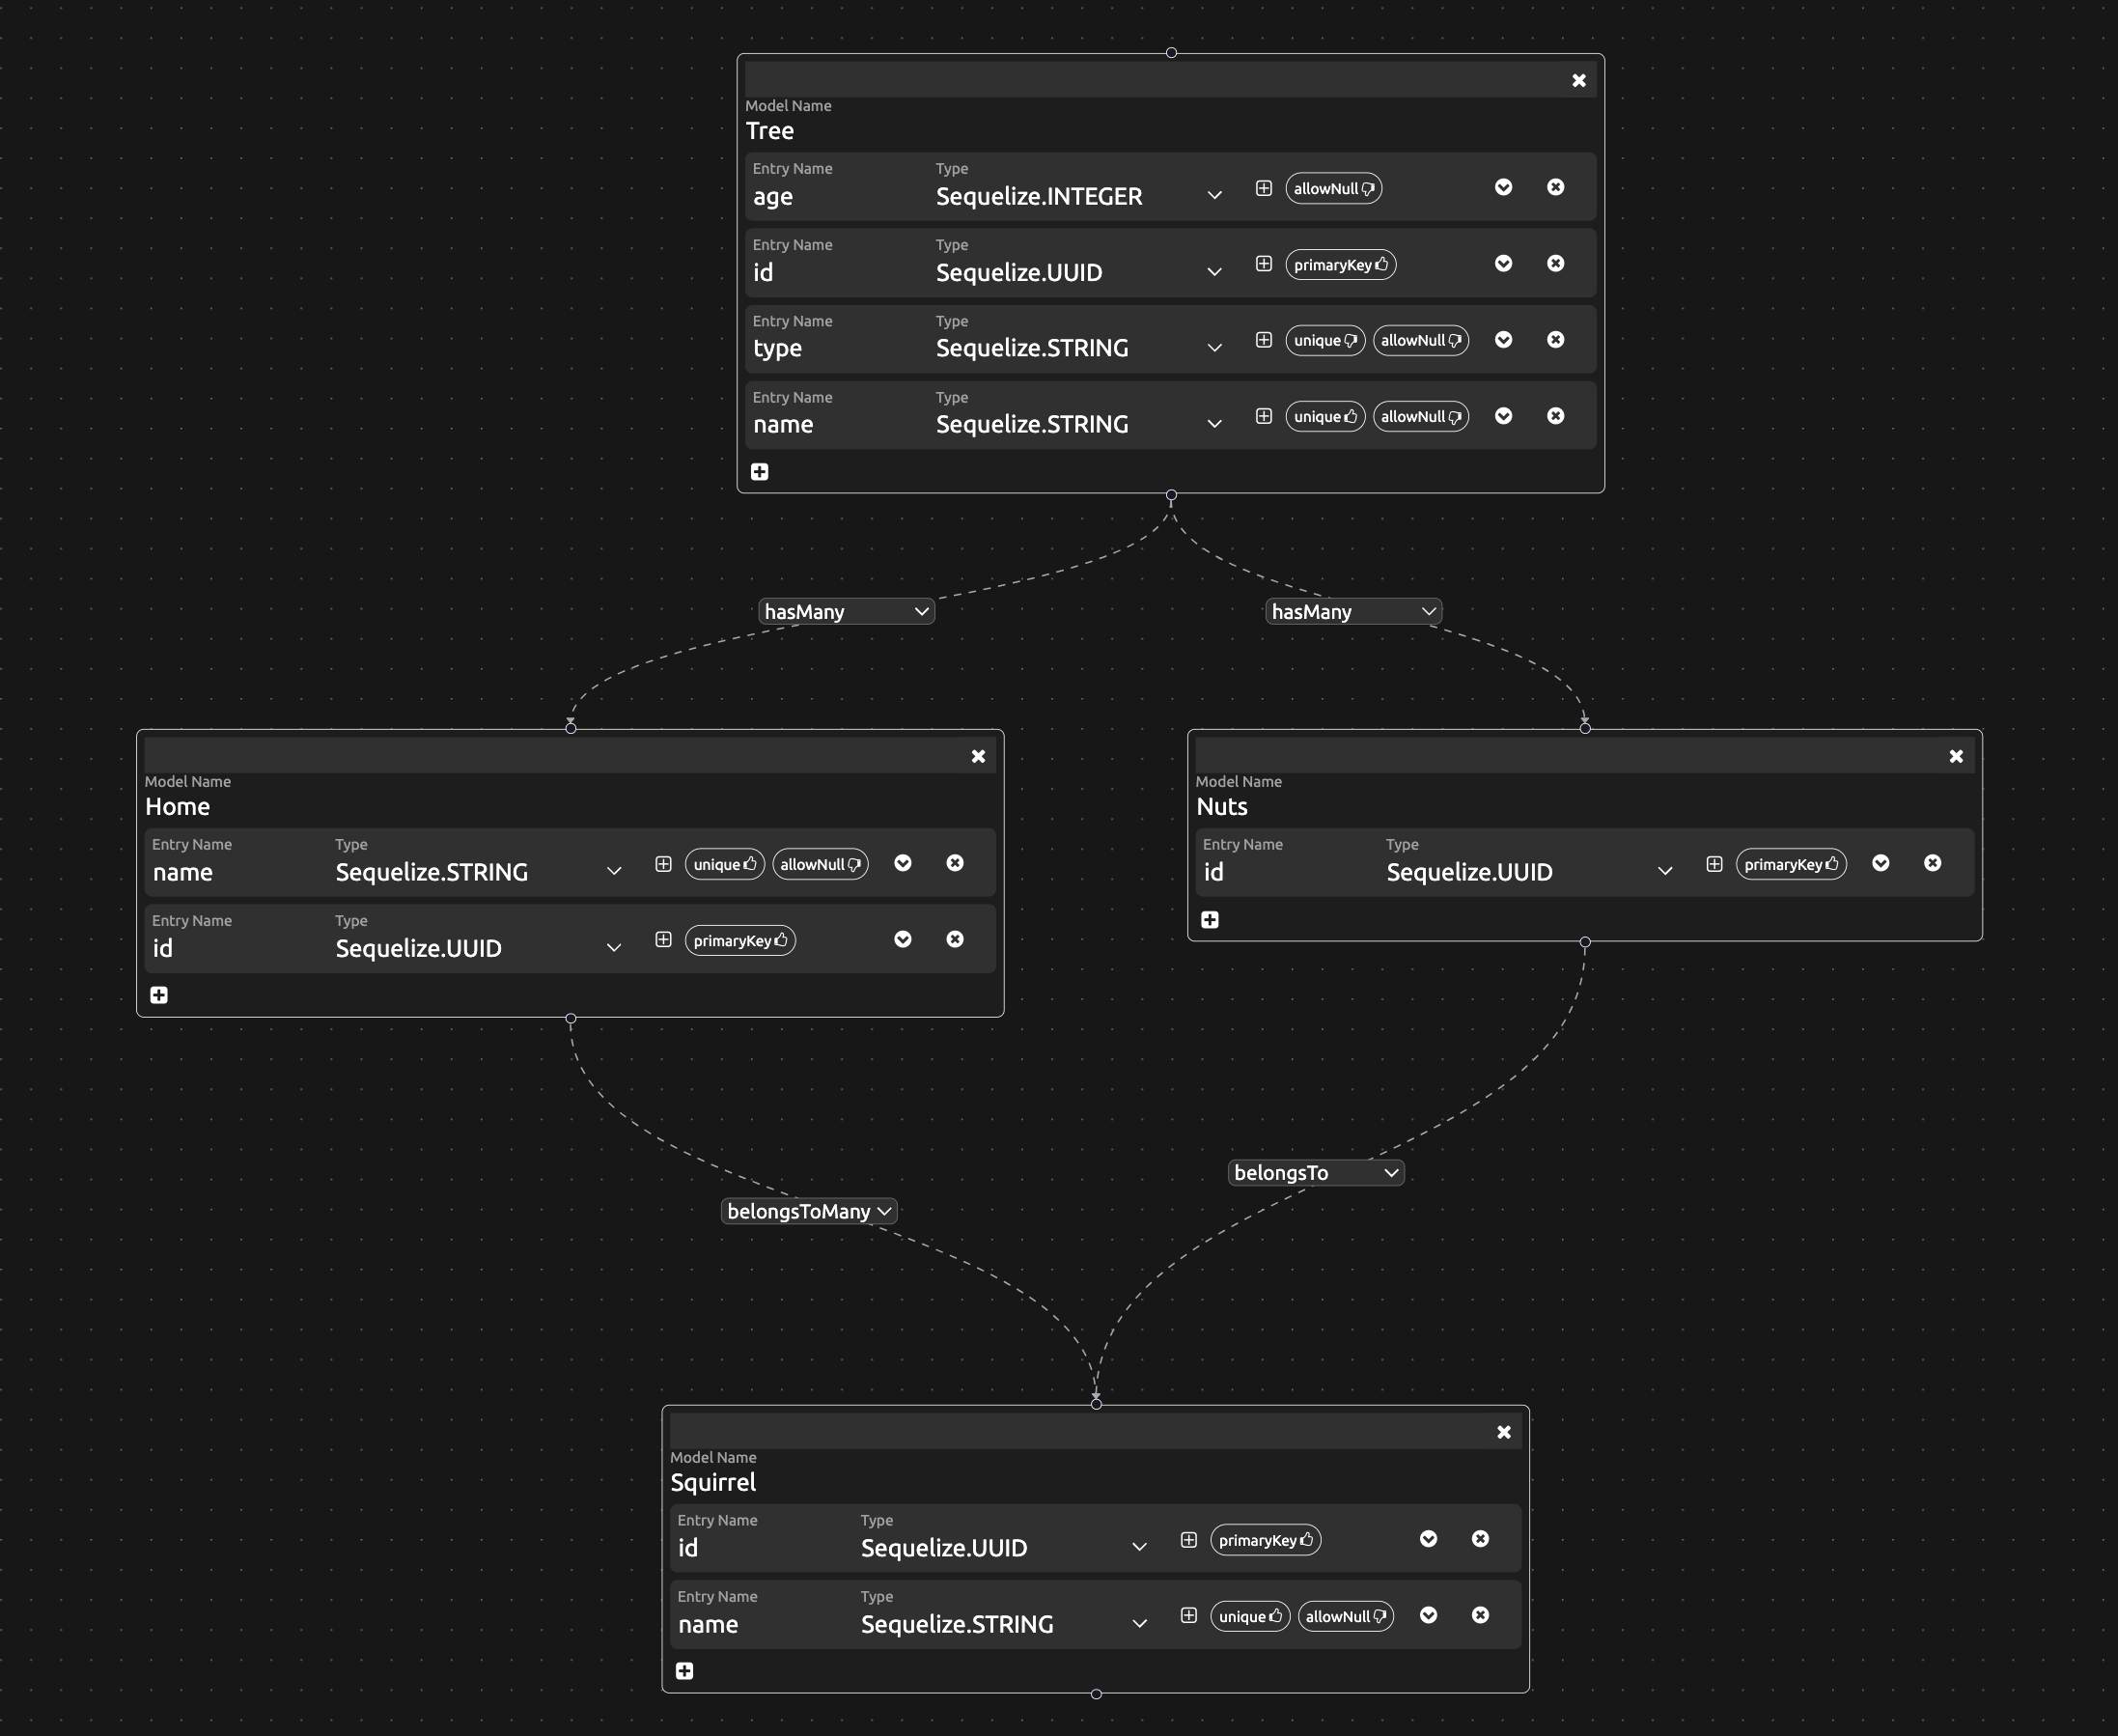 Model Name
Tree
Entry Name Type
age Sequelize.INTEGER allowNull
Entry Name Type
id Sequelize.UUID primaryKey
Entry Name Type
type Sequelize.STRING unique allowNull
Entry Name Type
name Sequelize.STRING unique allowNull
hasMany
hasMany
Model Name
Home
Entry Name Type
name Sequelize.STRING unique allowNull
Entry Name Type
id Sequelize.UUID primaryKey
Model Name
Nuts
Entry Name Type
id Sequelize.UUID primaryKey
belongsTo
belongsToMany
Model Name
Squirrel
Entry Name Type
id Sequelize.UUID primaryKey
Entry Name Type
name Sequelize.STRING unique allowNull